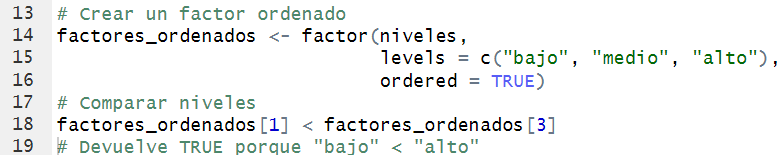 13 # Crear un factor ordenado
14 factores_ordenados <- factor(niveles,
15 levels = c("bajo", "medio", "alto"),
16 ordered = TRUE)
17 # Comparar niveles
18 factores_ordenados[1] < factores_ordenados[3]
19 # Devuelve TRUE porque "bajo" < "alto"